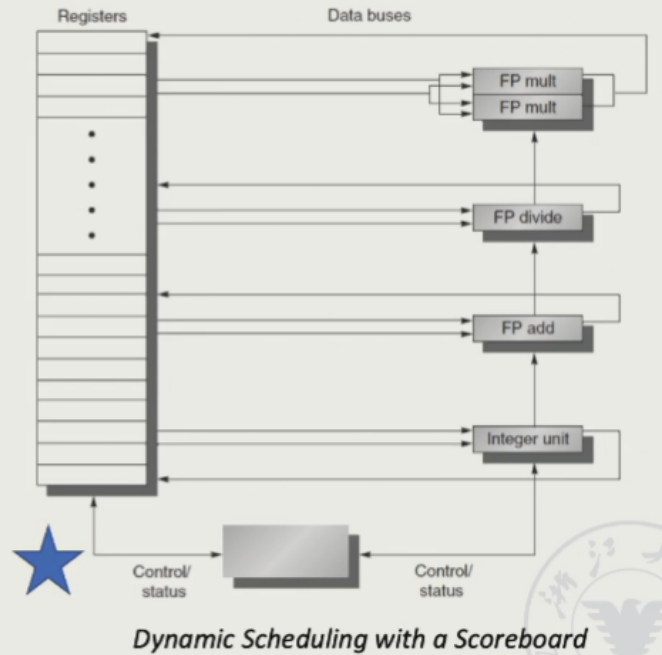 Registers
Data buses
FP mult
FP mult
FP divide
FP add
Integer unit
Control/
status
Control/
status
Dynamic Scheduling with a Scoreboard